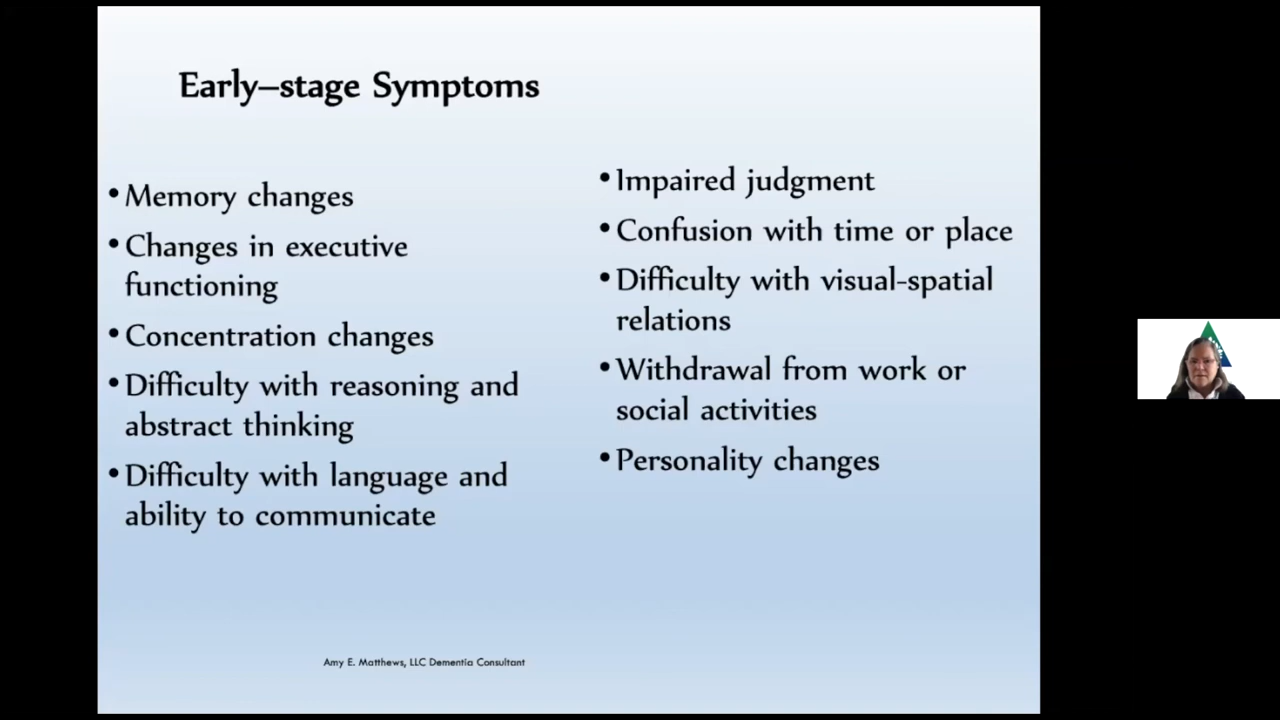 Early–stage Symptoms
• Memory changes
• Changes in executive
functioning
• Concentration changes
• Difficulty with reasoning and
abstract thinking
• Difficulty with language and
ability to communicate
• Impaired judgment
• Confusion with time or place
• Difficulty with visual-spatial
relations
• Withdrawal from work or
social activities
• Personality changes
Amy E. Matthews, LLC Dementia Consultant